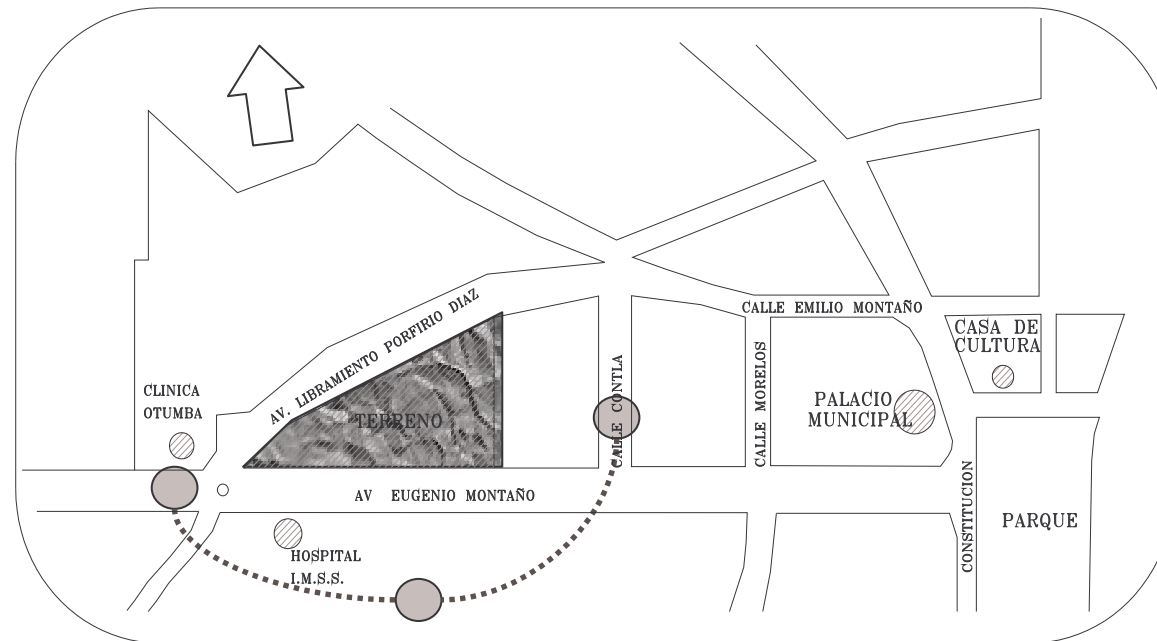 AV. LIBRAMIENTO PORFIRIO DIAZ
CALLE EMILIO MONTAÑO
CASA DE
CULTURA
CLINICA
OTUMBA
TERRENO
CALLE CONTLA
CALLE MORELOS
PALACIO
MUNICIPAL
AV EUGENIO MONTAÑO
CONSTITUCION
PARQUE
HOSPITAL
I.M.S.S.